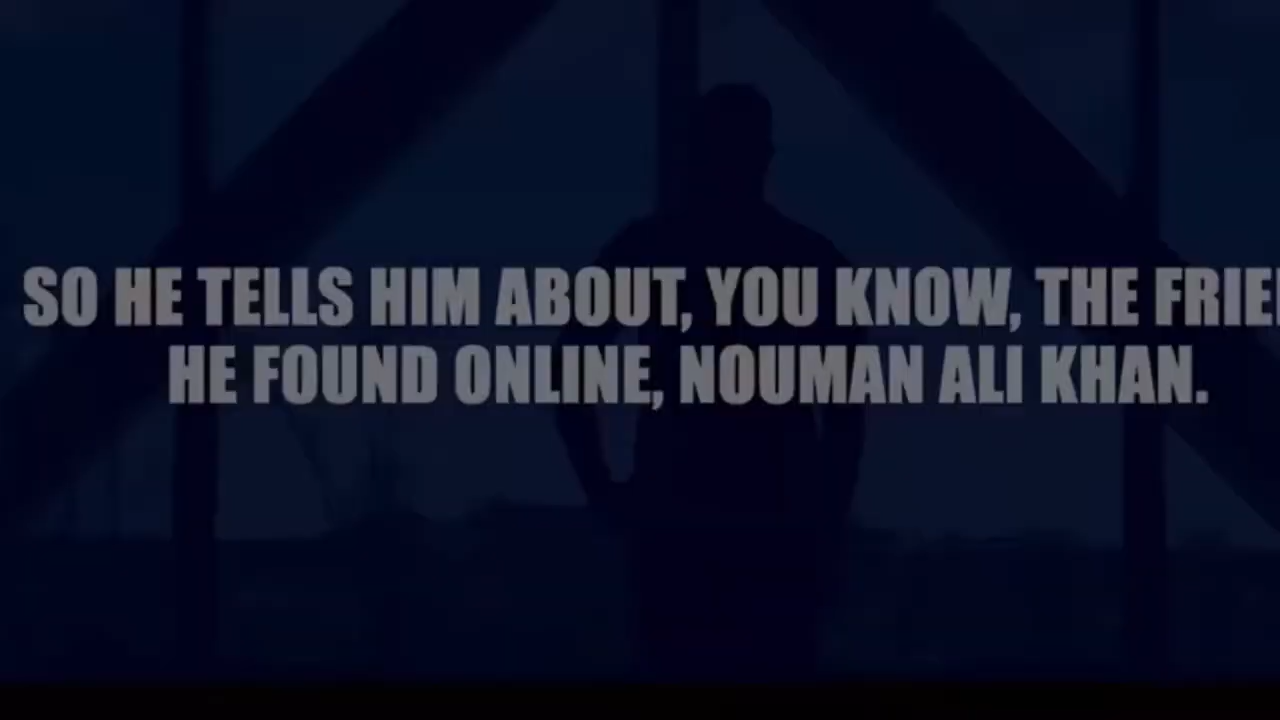 SO HE TELLS HIM ABOUT, YOU KNOW, THE
HE FOUND ONLINE, NOUMAN ALI KHAN.